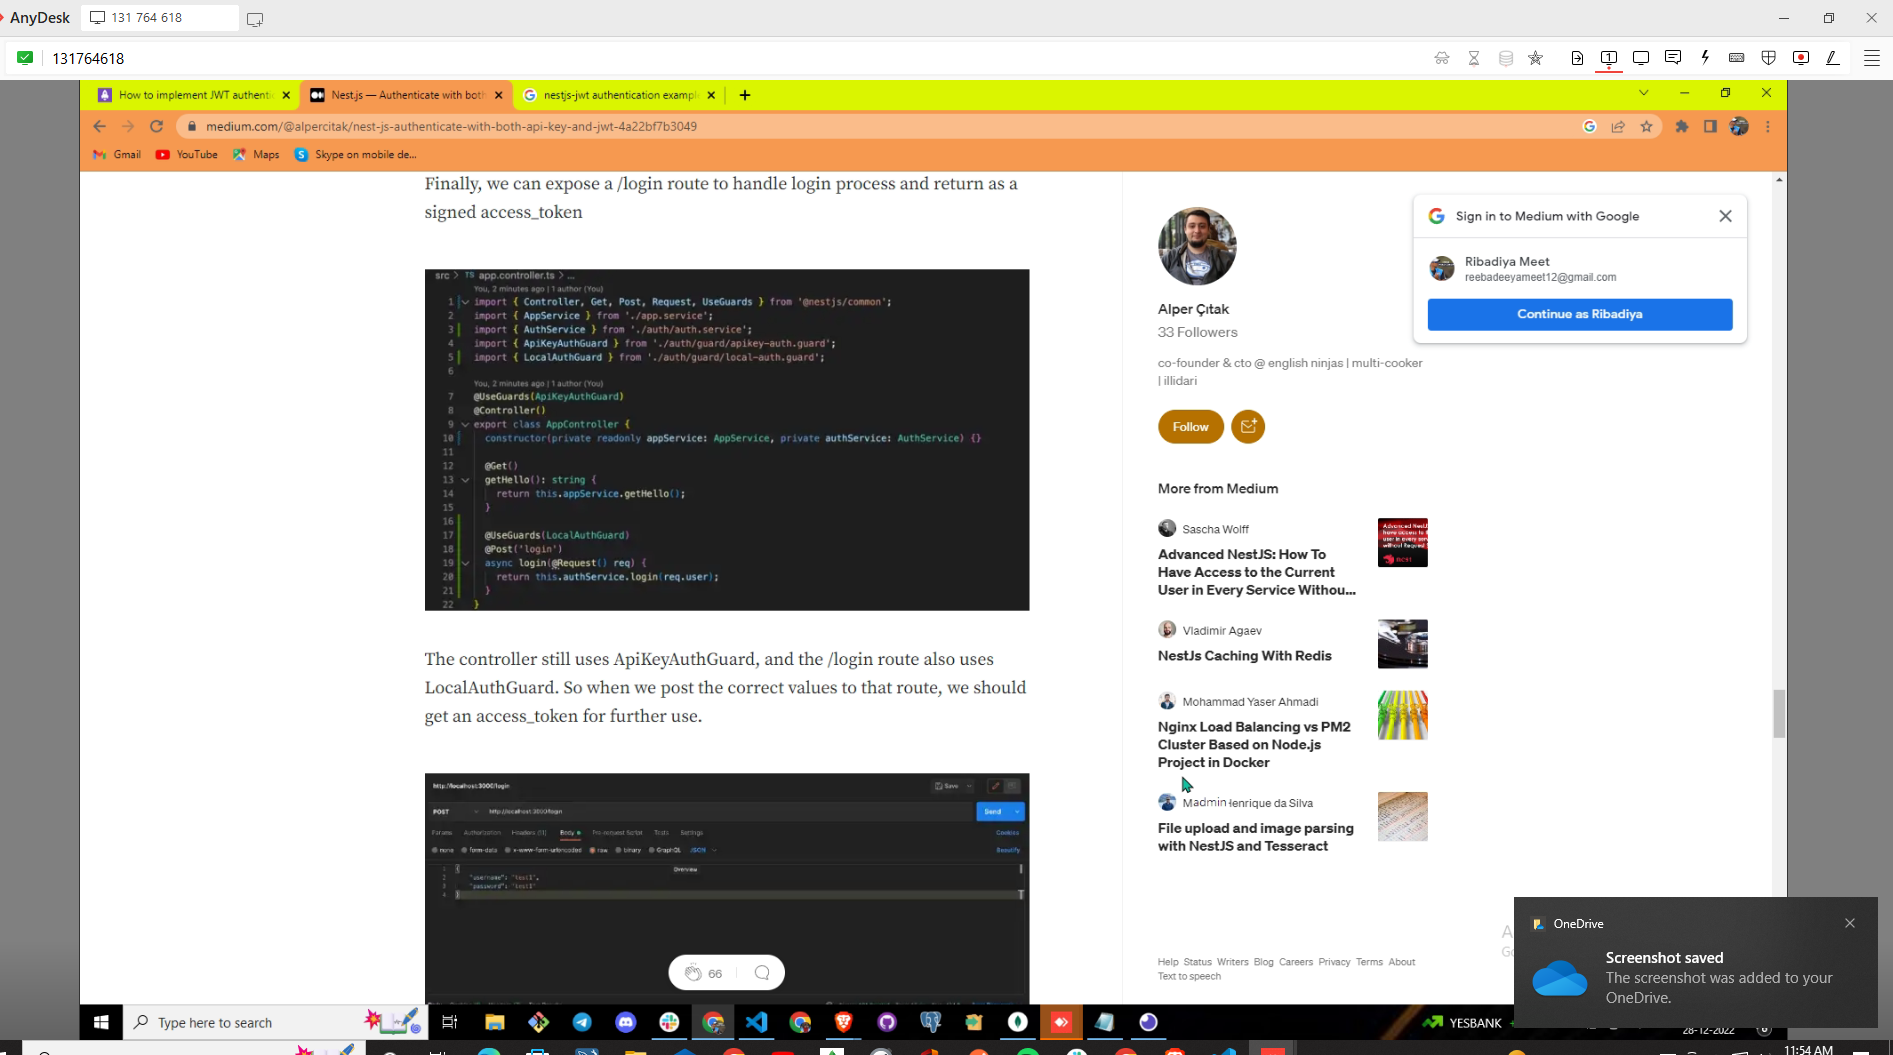 AnyDesk
131 764 618
131764618
How to implement JWT authentic
Nest.js — Authenticate with both
nestjs-jwt authentication example
medium.com/@alpercitak/nest-js-authenticate-with-both-api-key-and-jwt-4a22bf7b3049
Gmail
YouTube
Maps
Skype on mobile de...
Finally, we can expose a /login route to handle login process and return as a
signed access_token
src > TS app.controller.ts > ...
You, 2 minutes ago | 1 author (You)
1 import { Controller, Get, Post, Request, UseGuards } from '@nestjs/common';
2 import { AppService } from './app.service';
3 import { AuthService } from './auth/auth.service';
4 import { ApiKeyAuthGuard } from './auth/guard/apikey-auth.guard';
5 import { LocalAuthGuard } from './auth/guard/local-auth.guard';
6
You, 2 minutes ago | 1 author (You)
7 @UseGuards(ApiKeyAuthGuard)
8 @Controller()
9 export class AppController {
10 constructor(private readonly appService: AppService, private authService: AuthService) {}
11
12 @Get()
13 getHello(): string {
14 return this.appService.getHello();
15 }
16
17 @UseGuards(LocalAuthGuard)
18 @Post('login')
19 async login(@Request() req) {
20 return this.authService.login(req.user);
21 }
22 }
The controller still uses ApiKeyAuthGuard, and the /login route also uses
LocalAuthGuard. So when we post the correct values to that route, we should
get an access_token for further use.
http://localhost:3000/login
Save
POST
http://localhost:3000/login
Send
Params Authorization Headers (11) Body Pre-request Script Tests Settings
Cookies
none form-data x-www-form-urlencoded raw binary GraphQL JSON
Beautify
Overview
1 {
2 "username": "test1",
3 "password": "test1"
4 }
66
Alper Çıtak
33 Followers
co-founder & cto @ english ninjas | multi-cooker
| illidari
Follow
More from Medium
Sascha Wolff
Advanced NestJS: How To
Have Access to the Current
User in Every Service Withou...
Vladimir Agaev
NestJs Caching With Redis
Mohammad Yaser Ahmadi
Nginx Load Balancing vs PM2
Cluster Based on Node.js
Project in Docker
Madmin Henrique da Silva
File upload and image parsing
with NestJS and Tesseract
Help Status Writers Blog Careers Privacy Terms About
Text to speech
Sign in to Medium with Google
Ribadiya Meet
reebadeeyameet12@gmail.com
Continue as Ribadiya
OneDrive
Screenshot saved
The screenshot was added to your
OneDrive.
Type here to search
YESBANK
28-12-2022
11:54 AM